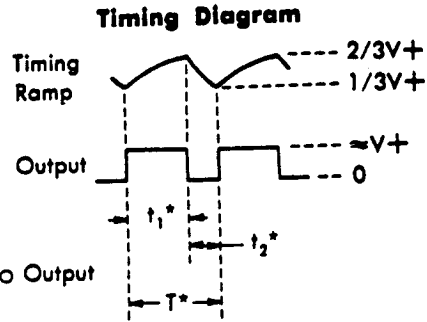 Timing Diagram
Timing Ramp
2/3V+
1/3V+
Output
≈V+
0
t₁*
t₂*
o Output
T*